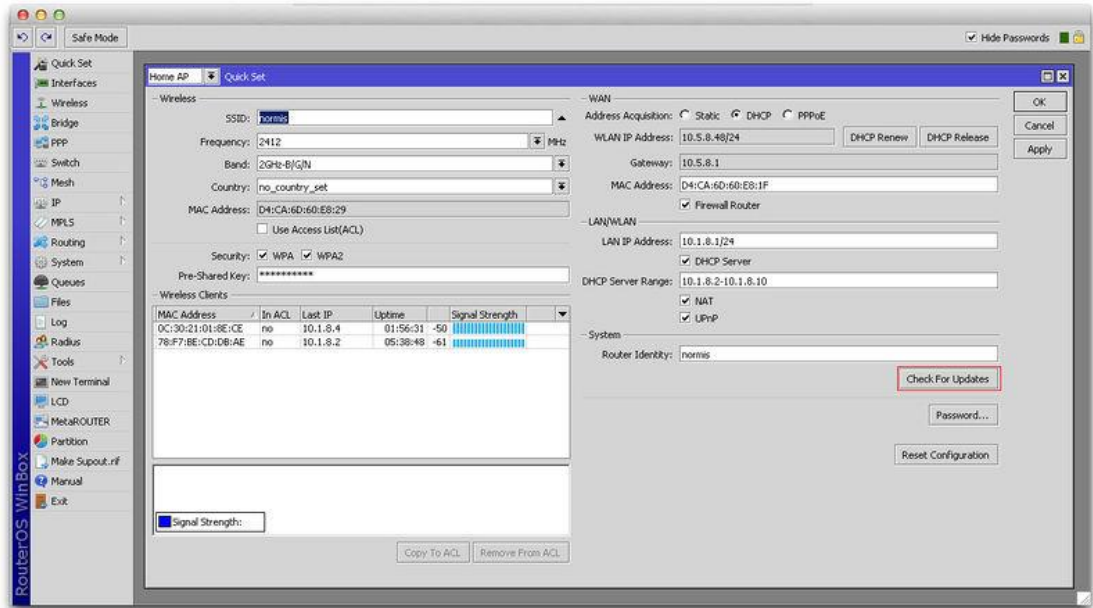 Safe Mode
Hide Passwords
Quick Set
Interfaces
Wireless
Bridge
PPP
Switch
Mesh
IP
MPLS
Routing
System
Queues
Files
Log
Radius
Tools
New Terminal
LCD
MetaROUTER
Partition
Make Supout.rif
Manual
Exit
RouterOS WinBox
Home AP Quick Set
Wireless
SSID: normis
Frequency: 2412 MHz
Band: 2GHz-B/G/N
Country: no_country_set
MAC Address: D4:CA:6D:60:E8:29
Use Access List(ACL)
Security: WPA WPA2
Pre-Shared Key: **********
Wireless Clients
MAC Address / In ACL Last IP Uptime Signal Strength
0C:30:21:01:8E:CE no 10.1.8.4 01:56:31 -50
78:F7:BE:CD:DB:AE no 10.1.8.2 05:38:48 -61
Signal Strength:
Copy To ACL Remove From ACL
WAN
Address Acquisition: Static DHCP PPPoE
WLAN IP Address: 10.5.8.48/24 DHCP Renew DHCP Release
Gateway: 10.5.8.1
MAC Address: D4:CA:6D:60:E8:1F
Firewall Router
LAN/WLAN
LAN IP Address: 10.1.8.1/24
DHCP Server
DHCP Server Range: 10.1.8.2-10.1.8.10
NAT
UPnP
System
Router Identity: normis
Check For Updates
Password...
Reset Configuration
OK
Cancel
Apply